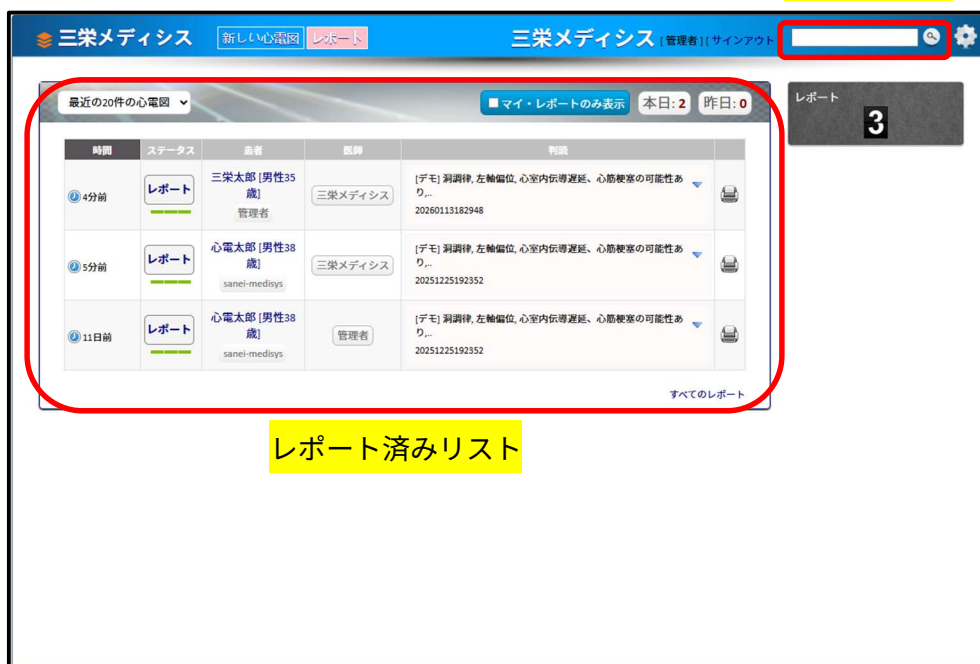 三栄メディシス 新しい心電図 レポート 三栄メディシス [管理者] [サインアウト
最近の20件の心電図 マイ・レポートのみ表示 本日: 2 昨日: 0
レポート
3
時間 ステータス 患者 医師 判読
4分前 レポート 三栄太郎 [男性35歳] 管理者 三栄メディシス [デモ] 洞調律, 左軸偏位, 心室内伝導遅延、心筋梗塞の可能性あり,..
20260113182948
5分前 レポート 心電太郎 [男性38歳] sanei-medisys 三栄メディシス [デモ] 洞調律, 左軸偏位, 心室内伝導遅延、心筋梗塞の可能性あり,..
20251225192352
11日前 レポート 心電太郎 [男性38歳] sanei-medisys 管理者 [デモ] 洞調律, 左軸偏位, 心室内伝導遅延、心筋梗塞の可能性あり,..
20251225192352
すべてのレポート
レポート済みリスト